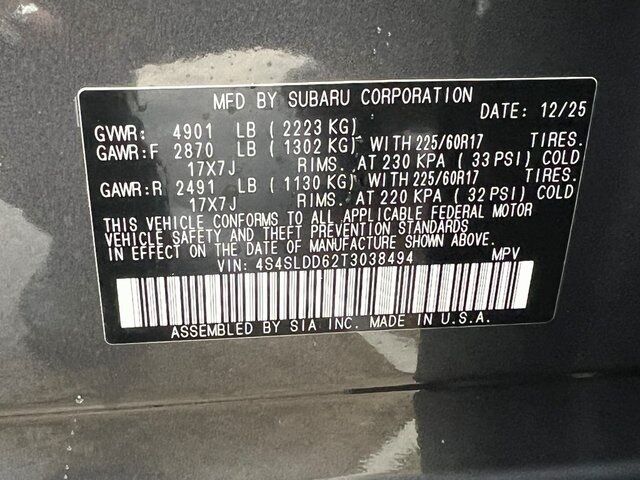 MFD BY SUBARU CORPORATION DATE: 12/25
GVWR: 4901 LB (2223 KG)
GAWR:F 2870 LB (1302 KG) WITH 225/60R17 TIRES.
17X7J RIMS. AT 230 KPA (33 PSI) COLD
GAWR:R 2491 LB (1130 KG) WITH 225/60R17 TIRES.
17X7J RIMS. AT 220 KPA (32 PSI) COLD
THIS VEHICLE CONFORMS TO ALL APPLICABLE FEDERAL MOTOR
VEHICLE SAFETY AND THEFT PREVENTION STANDARDS
IN EFFECT ON THE DATE OF MANUFACTURE SHOWN ABOVE.
VIN: 4S4SLDD62T3038494 MPV
ASSEMBLED BY SIA INC. MADE IN U.S.A.